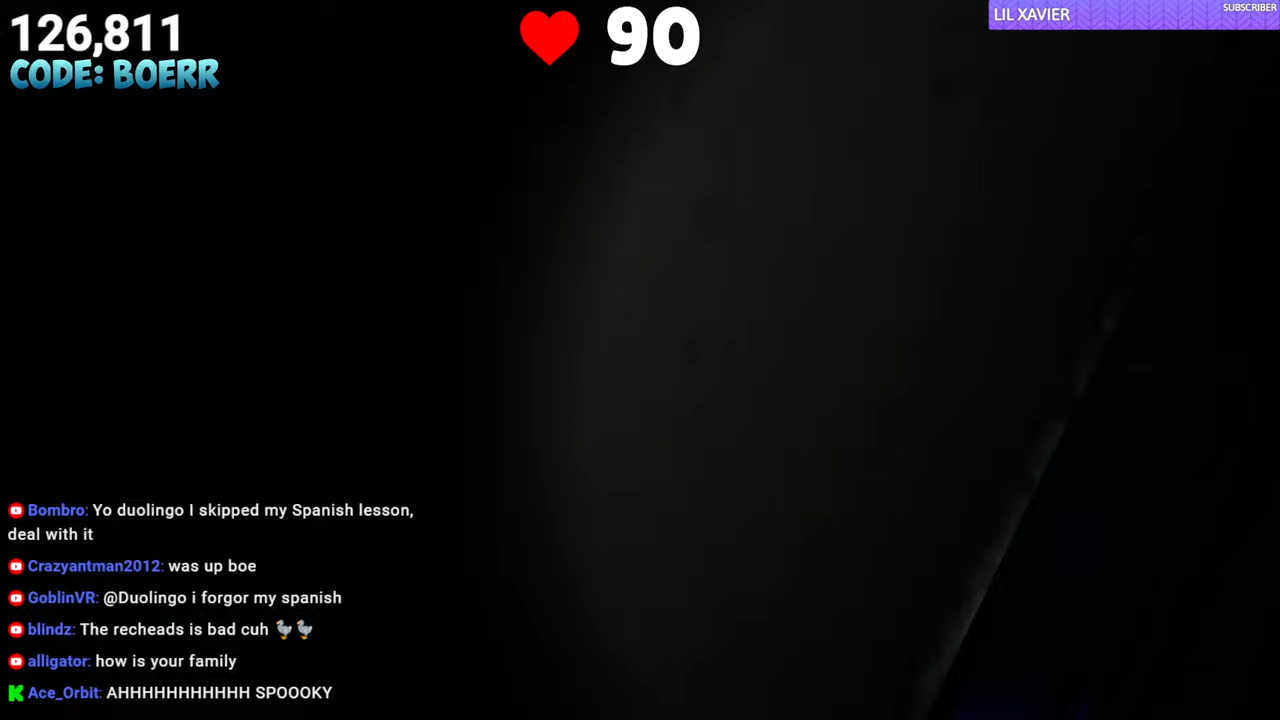 126,811
CODE: BOERR
90
LIL XAVIER
SUBSCRIBER
Bombro: Yo duolingo I skipped my Spanish lesson,
deal with it
Crazyantman2012: was up boe
GoblinVR: @Duolingo i forgor my spanish
blindz: The recheads is bad cuh 🦆🦆
alligator: how is your family
Ace_Orbit: AHHHHHHHHHHH SPOOOKY